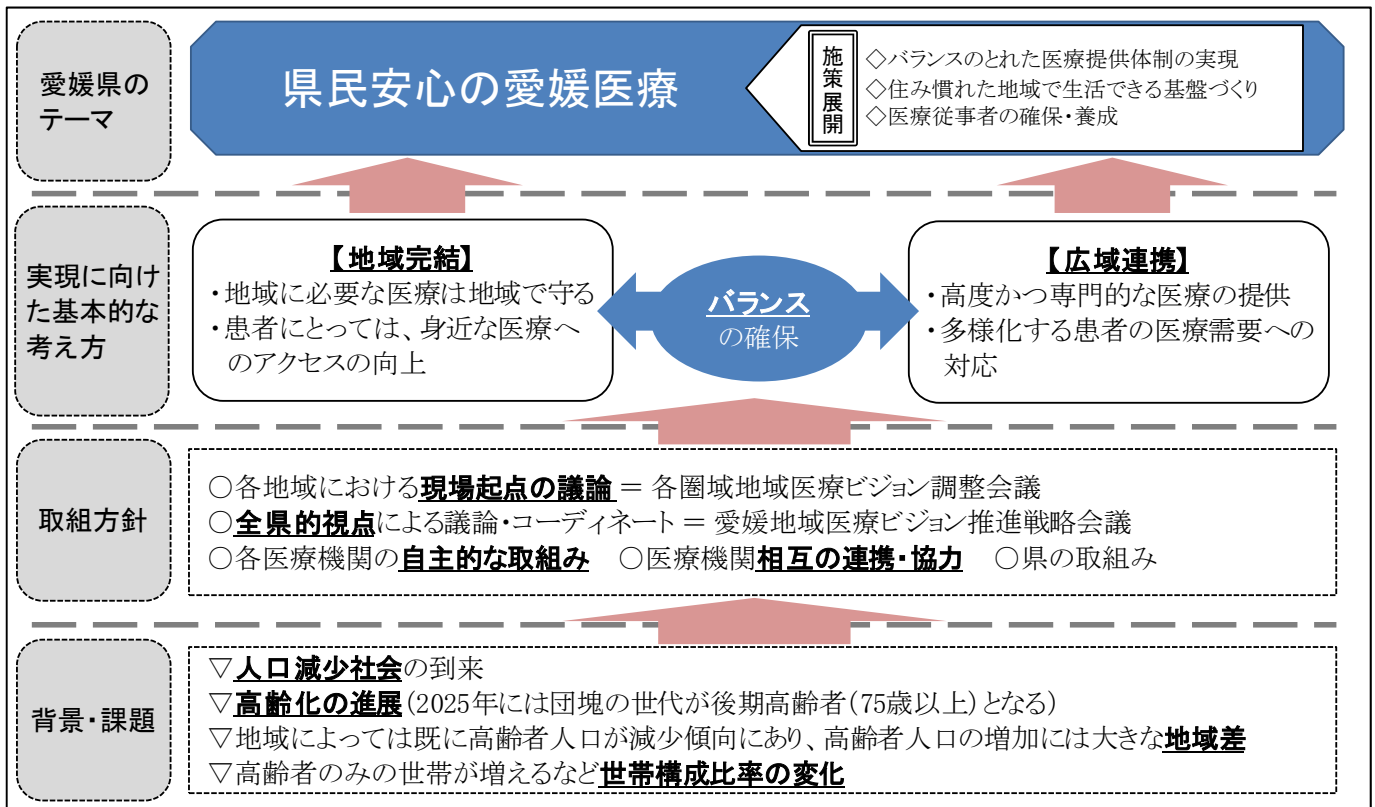 愛媛県の
テーマ
県民安心の愛媛医療
施策展開
◇バランスのとれた医療提供体制の実現
◇住み慣れた地域で生活できる基盤づくり
◇医療従事者の確保・養成
実現に向け
た基本的な
考え方
【地域完結】
・地域に必要な医療は地域で守る
・患者にとっては、身近な医療へ
のアクセスの向上
バランス
の確保
【広域連携】
・高度かつ専門的な医療の提供
・多様化する患者の医療需要への
対応
取組方針
○各地域における現場起点の議論 ＝ 各圏域地域医療ビジョン調整会議
○全県的視点による議論・コーディネート ＝ 愛媛地域医療ビジョン推進戦略会議
○各医療機関の自主的な取組み　○医療機関相互の連携・協力　○県の取組み
背景・課題
▽人口減少社会の到来
▽高齢化の進展(2025年には団塊の世代が後期高齢者(75歳以上)となる)
▽地域によっては既に高齢者人口が減少傾向にあり、高齢者人口の増加には大きな地域差
▽高齢者のみの世帯が増えるなど世帯構成比率の変化